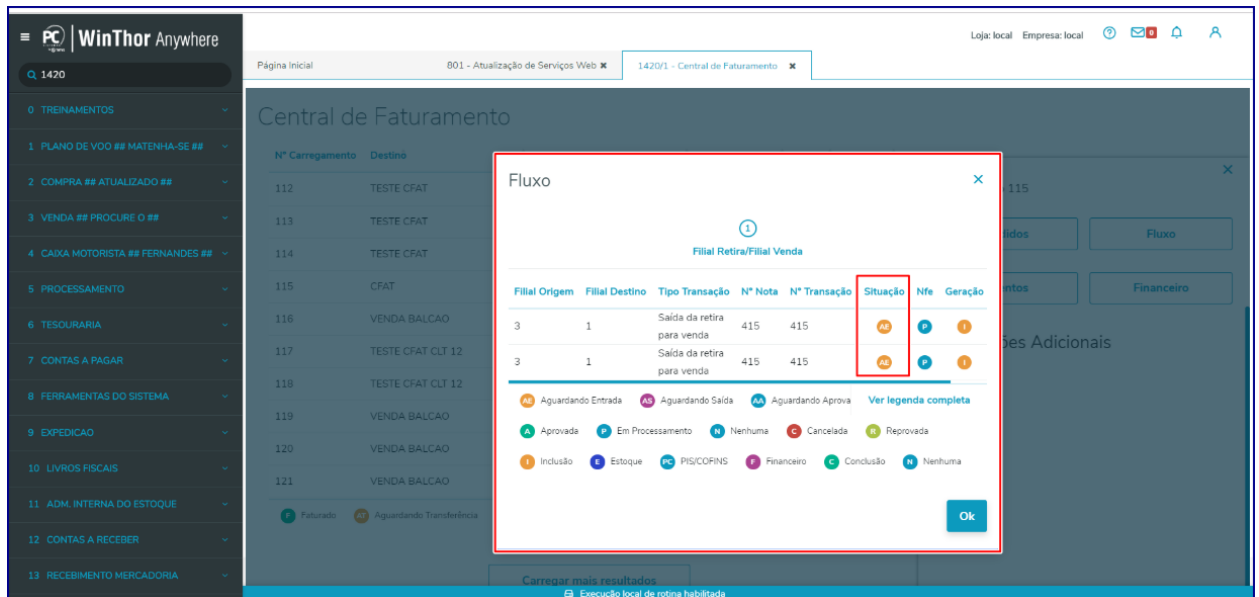 ≡ PC | WinThor Anywhere
Loja: local Empresa: local 0
1420
Página Inicial 801 - Atualização de Serviços Web ✖ 1420/1 - Central de Faturamento ✖
0 TREINAMENTOS
1 PLANO DE VOO ## MATENHA-SE ##
2 COMPRA ## ATUALIZADO ##
3 VENDA ## PROCURE O ##
4 CAIXA MOTORISTA ## FERNANDES ##
5 PROCESSAMENTO
6 TESOURARIA
7 CONTAS A PAGAR
8 FERRAMENTAS DO SISTEMA
9 EXPEDICAO
10 LIVROS FISCAIS
11 ADM. INTERNA DO ESTOQUE
12 CONTAS A RECEBER
13 RECEBIMENTO MERCADORIA
Central de Faturamento
Nº Carregamento Destino
112 TESTE CFAT
113 TESTE CFAT
114 TESTE CFAT
115 CFAT
116 VENDA BALCAO
117 TESTE CFAT CLT 12
118 TESTE CFAT CLT 12
119 VENDA BALCAO
120 VENDA BALCAO
121 VENDA BALCAO
F Faturado AT Aguardando Transferência
Carregar mais resultados
Fluxo ×
1
Filial Retira/Filial Venda
Filial Origem Filial Destino Tipo Transação Nº Nota Nº Transação Situação Nfe Geração
3 1 Saída da retira para venda 415 415 AE P I
3 1 Saída da retira para venda 415 415 AE P I
AE Aguardando Entrada AS Aguardando Saída AA Aguardando Aprova Ver legenda completa
A Aprovada P Em Processamento N Nenhuma C Cancelada R Reprovada
I Inclusão E Estoque PC PIS/COFINS F Financeiro C Conclusão N Nenhuma
Ok
115
Fluxo
Financeiro
Adicionais
Execução local de rotina habilitada